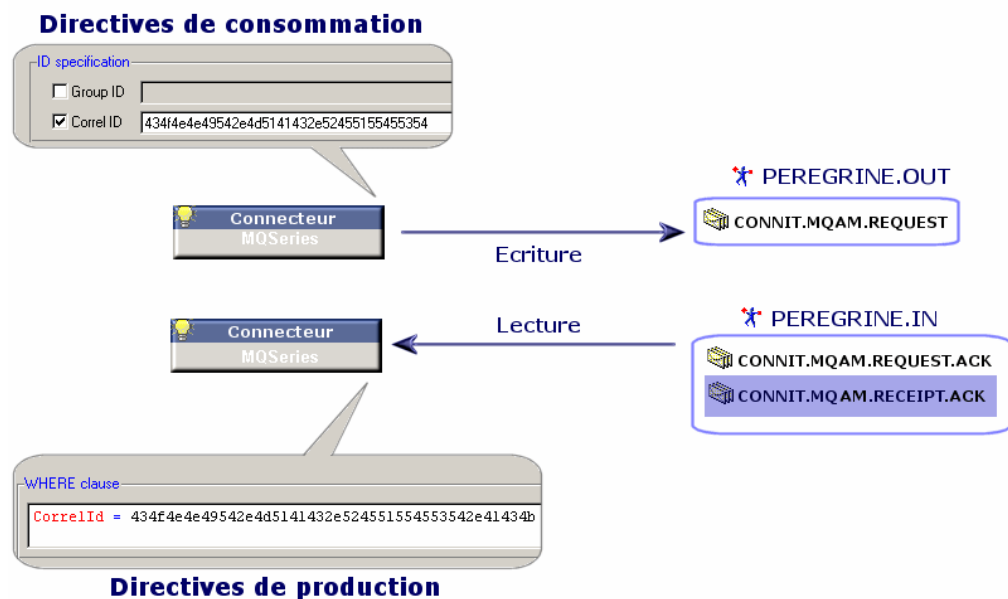 Directives de consommation
ID specification
Group ID
Correl ID 434f4e4e49542e4d5141432e52455155455354
PEREGRINE.OUT
Connecteur
MQSeries
CONNIT.MQAM.REQUEST
Ecriture
PEREGRINE.IN
Lecture
Connecteur
MQSeries
CONNIT.MQAM.REQUEST.ACK
CONNIT.MQAM.RECEIPT.ACK
WHERE clause
CorrelId = 434f4e4e49542e4d5141432e524551554553542e41434b
Directives de production